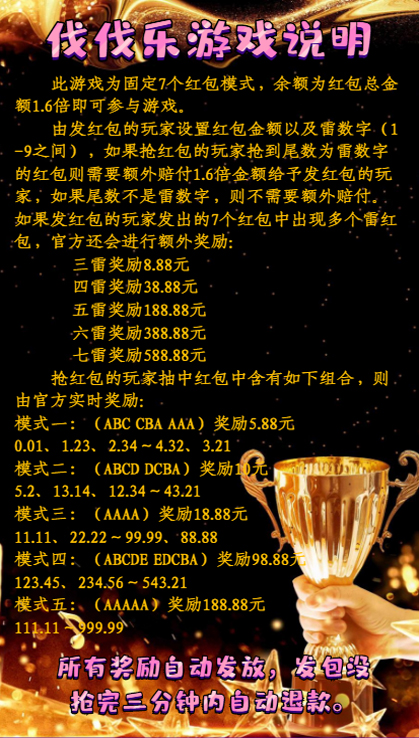 伐伐乐游戏说明
此游戏为固定7个红包模式，余额为红包总金
额1.6倍即可参与游戏。
由发红包的玩家设置红包金额以及雷数字（1
-9之间），如果抢红包的玩家抢到尾数为雷数字
的红包则需要额外赔付1.6倍金额给予发红包的玩
家，如果尾数不是雷数字，则不需要额外赔付。
如果发红包的玩家发出的7个红包中出现多个雷红
包，官方还会进行额外奖励：
三雷奖励8.88元
四雷奖励38.88元
五雷奖励188.88元
六雷奖励388.88元
七雷奖励588.88元
抢红包的玩家抽中红包中含有如下组合，则
由官方实时奖励：
模式一：（ABC CBA AAA）奖励5.88元
0.01、1.23、2.34～4.32、3.21
模式二：（ABCD DCBA）奖励10元
5.2、13.14、12.34～43.21
模式三：（AAAA）奖励18.88元
11.11、22.22～99.99、88.88
模式四：（ABCDE EDCBA）奖励98.88元
123.45、234.56～543.21
模式五：（AAAAA）奖励188.88元
111.11～999.99
所有奖励自动发放，发包没
抢完三分钟内自动退款。